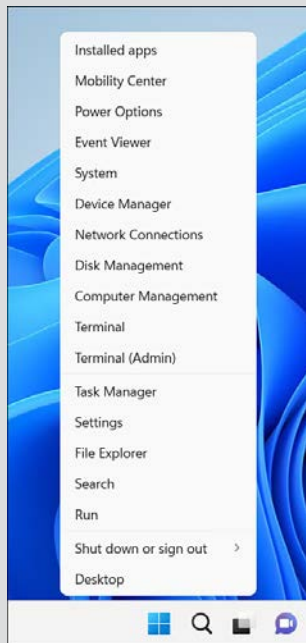 Installed apps
Mobility Center
Power Options
Event Viewer
System
Device Manager
Network Connections
Disk Management
Computer Management
Terminal
Terminal (Admin)
Task Manager
Settings
File Explorer
Search
Run
Shut down or sign out
Desktop